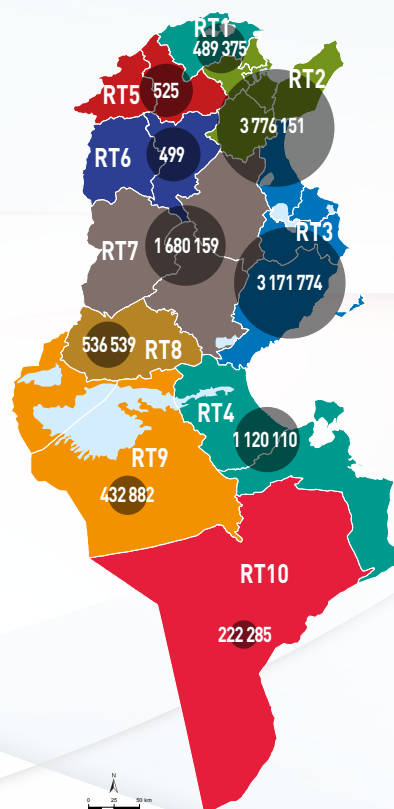 RT1
489 375
RT2
3 776 151
RT5
525
RT6
499
RT3
3 171 774
RT7
1 680 159
RT8
536 539
RT4
1 120 110
RT9
432 882
RT10
222 285
N
0 25 50 km